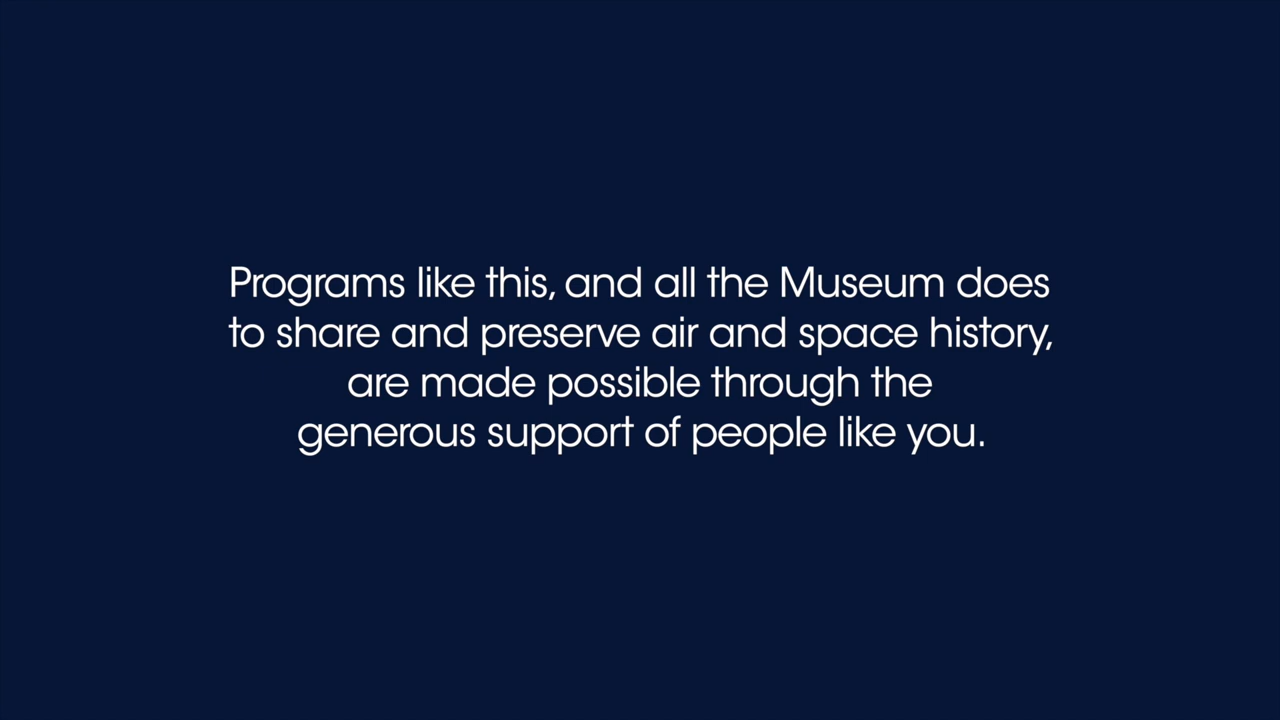 Programs like this, and all the Museum does
to share and preserve air and space history,
are made possible through the
generous support of people like you.